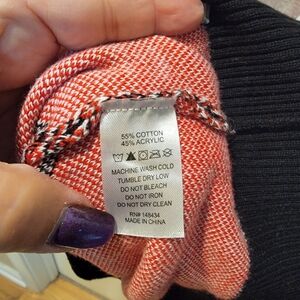 55% COTTON
45% ACRYLIC
MACHINE WASH COLD
TUMBLE DRY LOW
DO NOT BLEACH
DO NOT IRON
DO NOT DRY CLEAN
RN# 148434
MADE IN CHINA